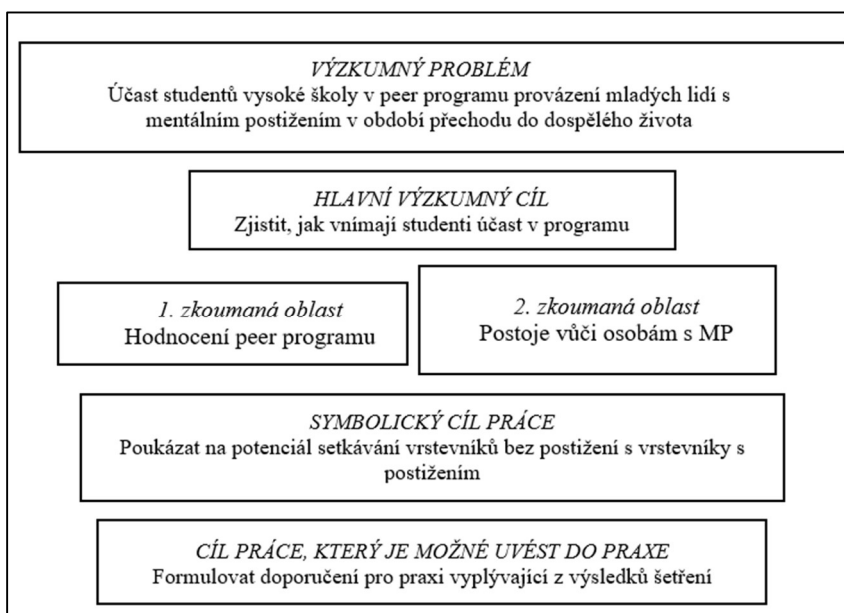 VÝZKUMNÝ PROBLÉM
Účast studentů vysoké školy v peer programu provázení mladých lidí s
mentálním postižením v období přechodu do dospělého života
HLAVNÍ VÝZKUMNÝ CÍL
Zjistit, jak vnímají studenti účast v programu
1. zkoumaná oblast
Hodnocení peer programu
2. zkoumaná oblast
Postoje vůči osobám s MP
SYMBOLICKÝ CÍL PRÁCE
Poukázat na potenciál setkávání vrstevníků bez postižení s vrstevníky s
postižením
CÍL PRÁCE, KTERÝ JE MOŽNÉ UVÉST DO PRAXE
Formulovat doporučení pro praxi vyplývající z výsledků šetření